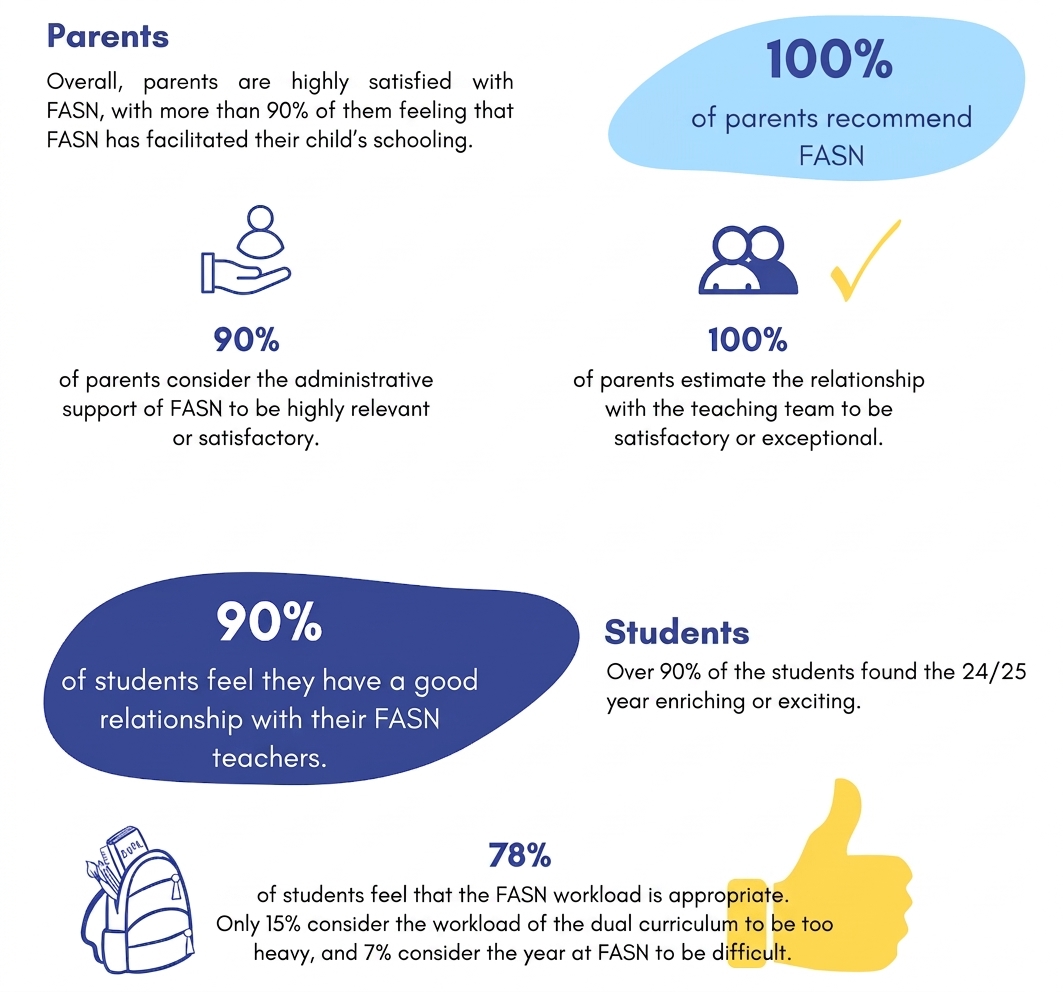 Parents
Overall, parents are highly satisfied with
FASN, with more than 90% of them feeling that
FASN has facilitated their child's schooling.
100%
of parents recommend
FASN
90%
of parents consider the administrative
support of FASN to be highly relevant
or satisfactory.
100%
of parents estimate the relationship
with the teaching team to be
satisfactory or exceptional.
90%
of students feel they have a good
relationship with their FASN
teachers.
Students
Over 90% of the students found the 24/25
year enriching or exciting.
78%
of students feel that the FASN workload is appropriate.
Only 15% consider the workload of the dual curriculum to be too
heavy, and 7% consider the year at FASN to be difficult.